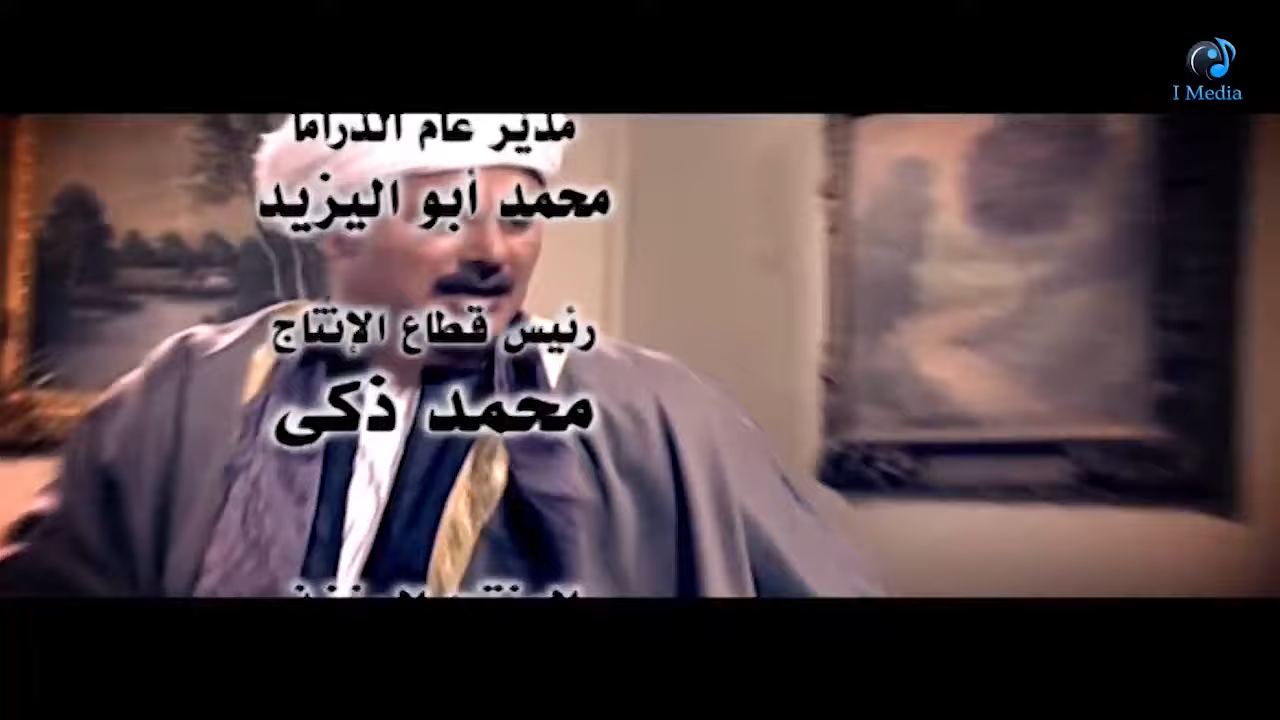 I Media
مدير عام الدراما
محمد أبو اليزيد
رئيس قطاع الإنتاج
محمد ذكى